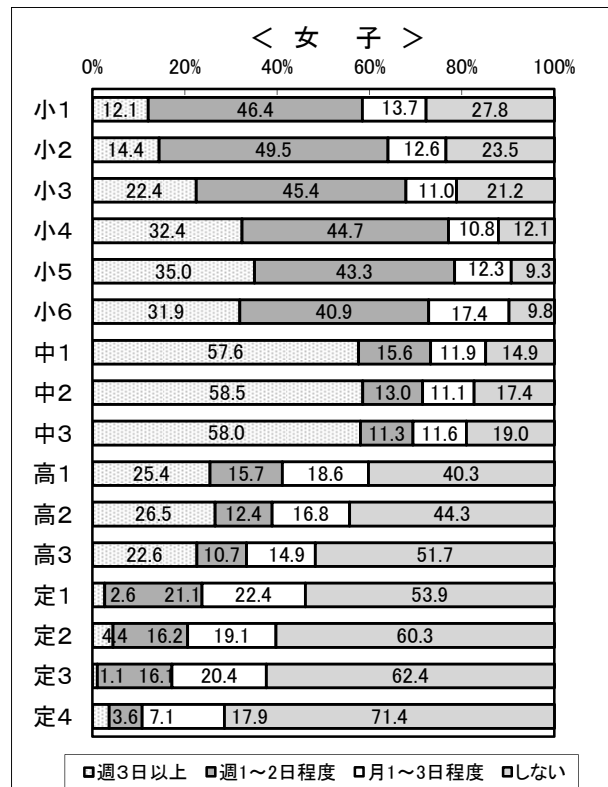 ＜ 女 子 ＞
0% 20% 40% 60% 80% 100%
小1 12.1 46.4 13.7 27.8
小2 14.4 49.5 12.6 23.5
小3 22.4 45.4 11.0 21.2
小4 32.4 44.7 10.8 12.1
小5 35.0 43.3 12.3 9.3
小6 31.9 40.9 17.4 9.8
中1 57.6 15.6 11.9 14.9
中2 58.5 13.0 11.1 17.4
中3 58.0 11.3 11.6 19.0
高1 25.4 15.7 18.6 40.3
高2 26.5 12.4 16.8 44.3
高3 22.6 10.7 14.9 51.7
定1 2.6 21.1 22.4 53.9
定2 4.4 16.2 19.1 60.3
定3 1.1 16.1 20.4 62.4
定4 3.6 7.1 17.9 71.4
週3日以上 週1～2日程度 月1～3日程度 しない